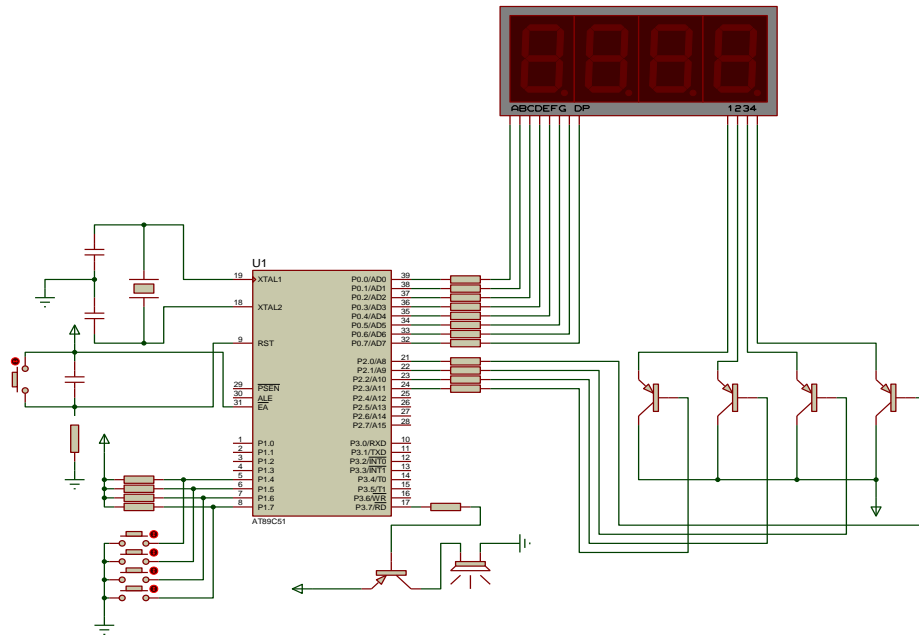 ABCDEFG DP 1234
U1
19 XTAL1 P0.0/AD0 39
P0.1/AD1 38
P0.2/AD2 37
18 XTAL2 P0.3/AD3 36
P0.4/AD4 35
P0.5/AD5 34
P0.6/AD6 33
9 RST P0.7/AD7 32
P2.0/A8 21
P2.1/A9 22
P2.2/A10 23
29 PSEN P2.3/A11 24
30 ALE P2.4/A12 25
31 EA P2.5/A13 26
P2.6/A14 27
P2.7/A15 28
1 P1.0 P3.0/RXD 10
2 P1.1 P3.1/TXD 11
3 P1.2 P3.2/INT0 12
4 P1.3 P3.3/INT1 13
5 P1.4 P3.4/T0 14
6 P1.5 P3.5/T1 15
7 P1.6 P3.6/WR 16
8 P1.7 P3.7/RD 17
AT89C51